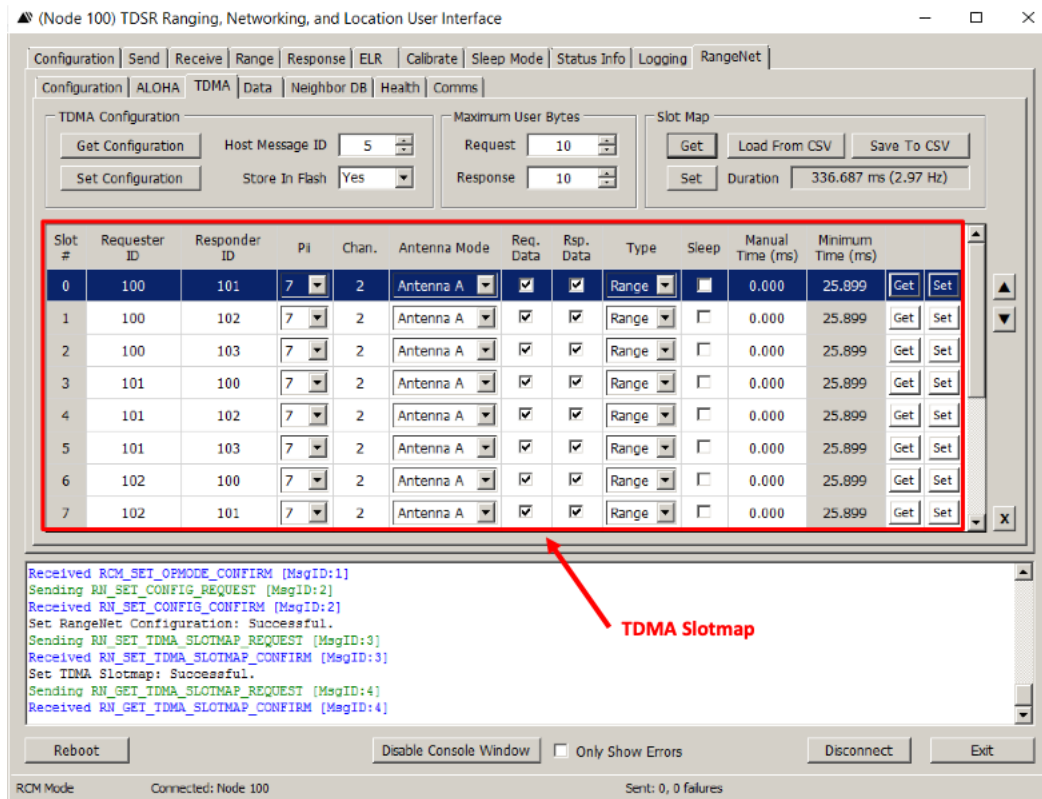 (Node 100) TDSR Ranging, Networking, and Location User Interface
Configuration Send Receive Range Response ELR Calibrate Sleep Mode Status Info Logging RangeNet
Configuration ALOHA TDMA Data Neighbor DB Health Comms
TDMA Configuration Maximum User Bytes Slot Map
Get Configuration Host Message ID 5 Request 10 Get Load From CSV Save To CSV
Set Configuration Store In Flash Yes Response 10 Set Duration 336.687 ms (2.97 Hz)
Slot # Requester ID Responder ID Pii Chan. Antenna Mode Req. Data Rsp. Data Type Sleep Manual Time (ms) Minimum Time (ms)
0 100 101 7 2 Antenna A Range 0.000 25.899 Get Set
1 100 102 7 2 Antenna A Range 0.000 25.899 Get Set
2 100 103 7 2 Antenna A Range 0.000 25.899 Get Set
3 101 100 7 2 Antenna A Range 0.000 25.899 Get Set
4 101 102 7 2 Antenna A Range 0.000 25.899 Get Set
5 101 103 7 2 Antenna A Range 0.000 25.899 Get Set
6 102 100 7 2 Antenna A Range 0.000 25.899 Get Set
7 102 101 7 2 Antenna A Range 0.000 25.899 Get Set
X
Received RCM_SET_OPMODE_CONFIRM [MsgID:1]
Sending RN_SET_CONFIG_REQUEST [MsgID:2]
Received RN_SET_CONFIG_CONFIRM [MsgID:2]
Set RangeNet Configuration: Successful.
TDMA Slotmap
Sending RN_SET_TDMA_SLOTMAP_REQUEST [MsgID:3]
Received RN_SET_TDMA_SLOTMAP_CONFIRM [MsgID:3]
Set TDMA Slotmap: Successful.
Sending RN_GET_TDMA_SLOTMAP_REQUEST [MsgID:4]
Received RN_GET_TDMA_SLOTMAP_CONFIRM [MsgID:4]
Reboot Disable Console Window Only Show Errors Disconnect Exit
RCM Mode Connected: Node 100 Sent: 0, 0 failures